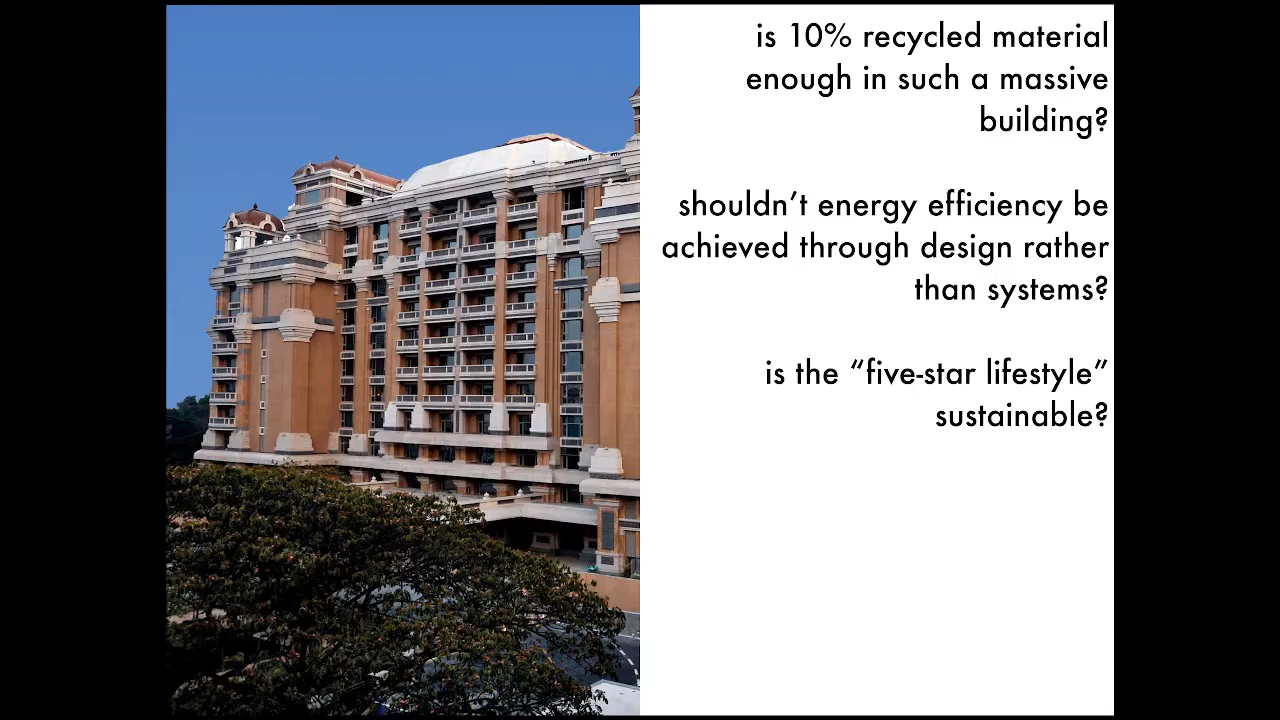 is 10% recycled material
enough in such a massive
building?
shouldn’t energy efficiency be
achieved through design rather
than systems?
is the “five-star lifestyle”
sustainable?